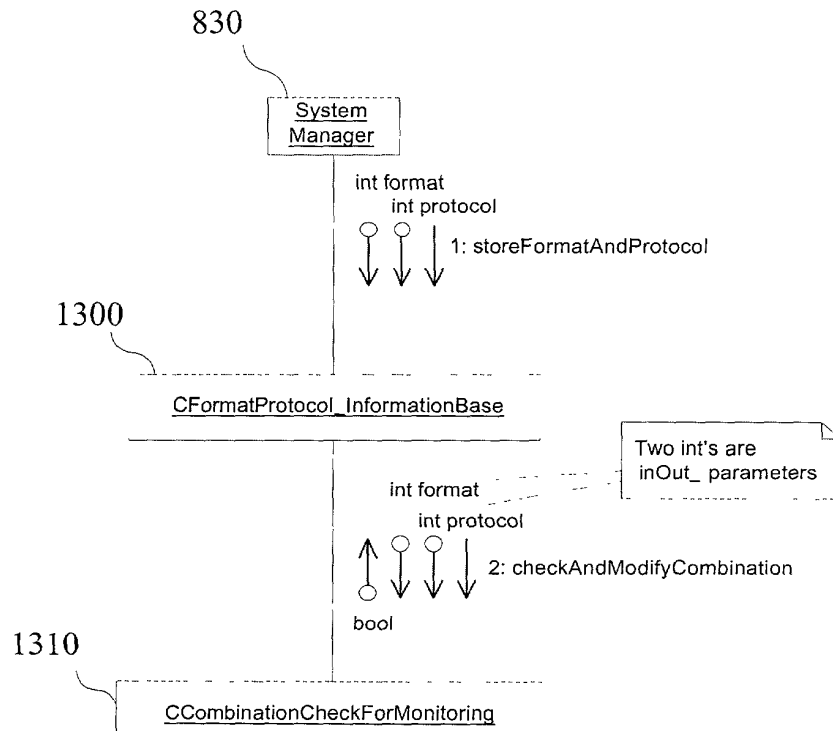 830
System
Manager
int format
int protocol
1: storeFormatAndProtocol
1300
CFormatProtocol_InformationBase
Two int's are
inOut_ parameters
int format
int protocol
2: checkAndModifyCombination
bool
1310
CCombinationCheckForMonitoring